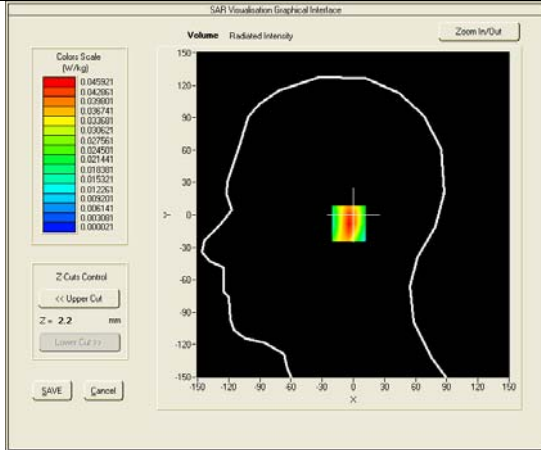 SAR Visualisation Graphical Interface
Volume Radiated Intensity
Zoom In/Out
Colors Scale
(W/kg)
0.045921
0.042861
0.039801
0.036741
0.033681
0.030621
0.027561
0.024501
0.021441
0.018381
0.015321
0.012261
0.009201
0.006141
0.003081
0.000021
Z Cuts Control
<< Upper Cut
Z = 2.2 mm
Lower Cut >>
SAVE Cancel
150
120
90
60
30
0
-30
-60
-90
-120
-150
Y
-150 -120 -90 -60 -30 0 30 60 90 120 150
X